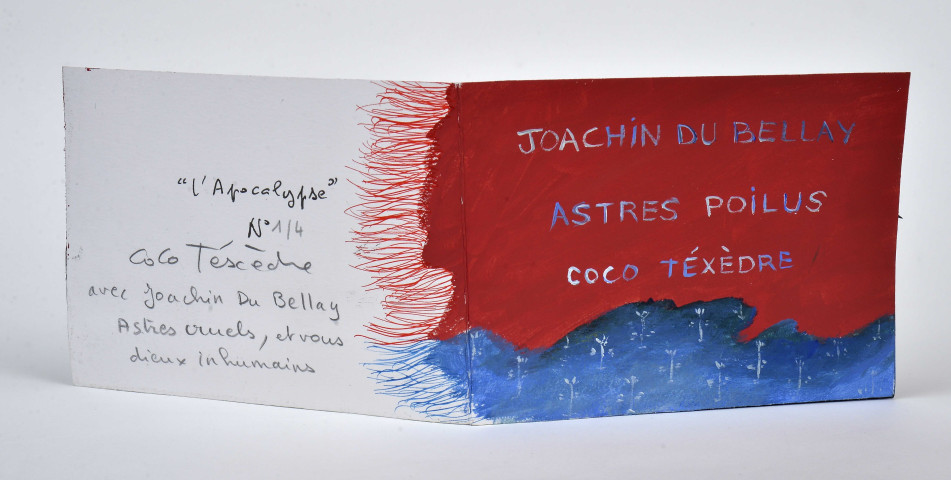 "l'Apocalypse"
N° 1/4
Coco Téscèdre
avec Joachin Du Bellay
Astres cruels, et vous
dieux inhumains
JOACHiN DU BELLAY
ASTRES POiLUS
COCO TÉXÈDRE